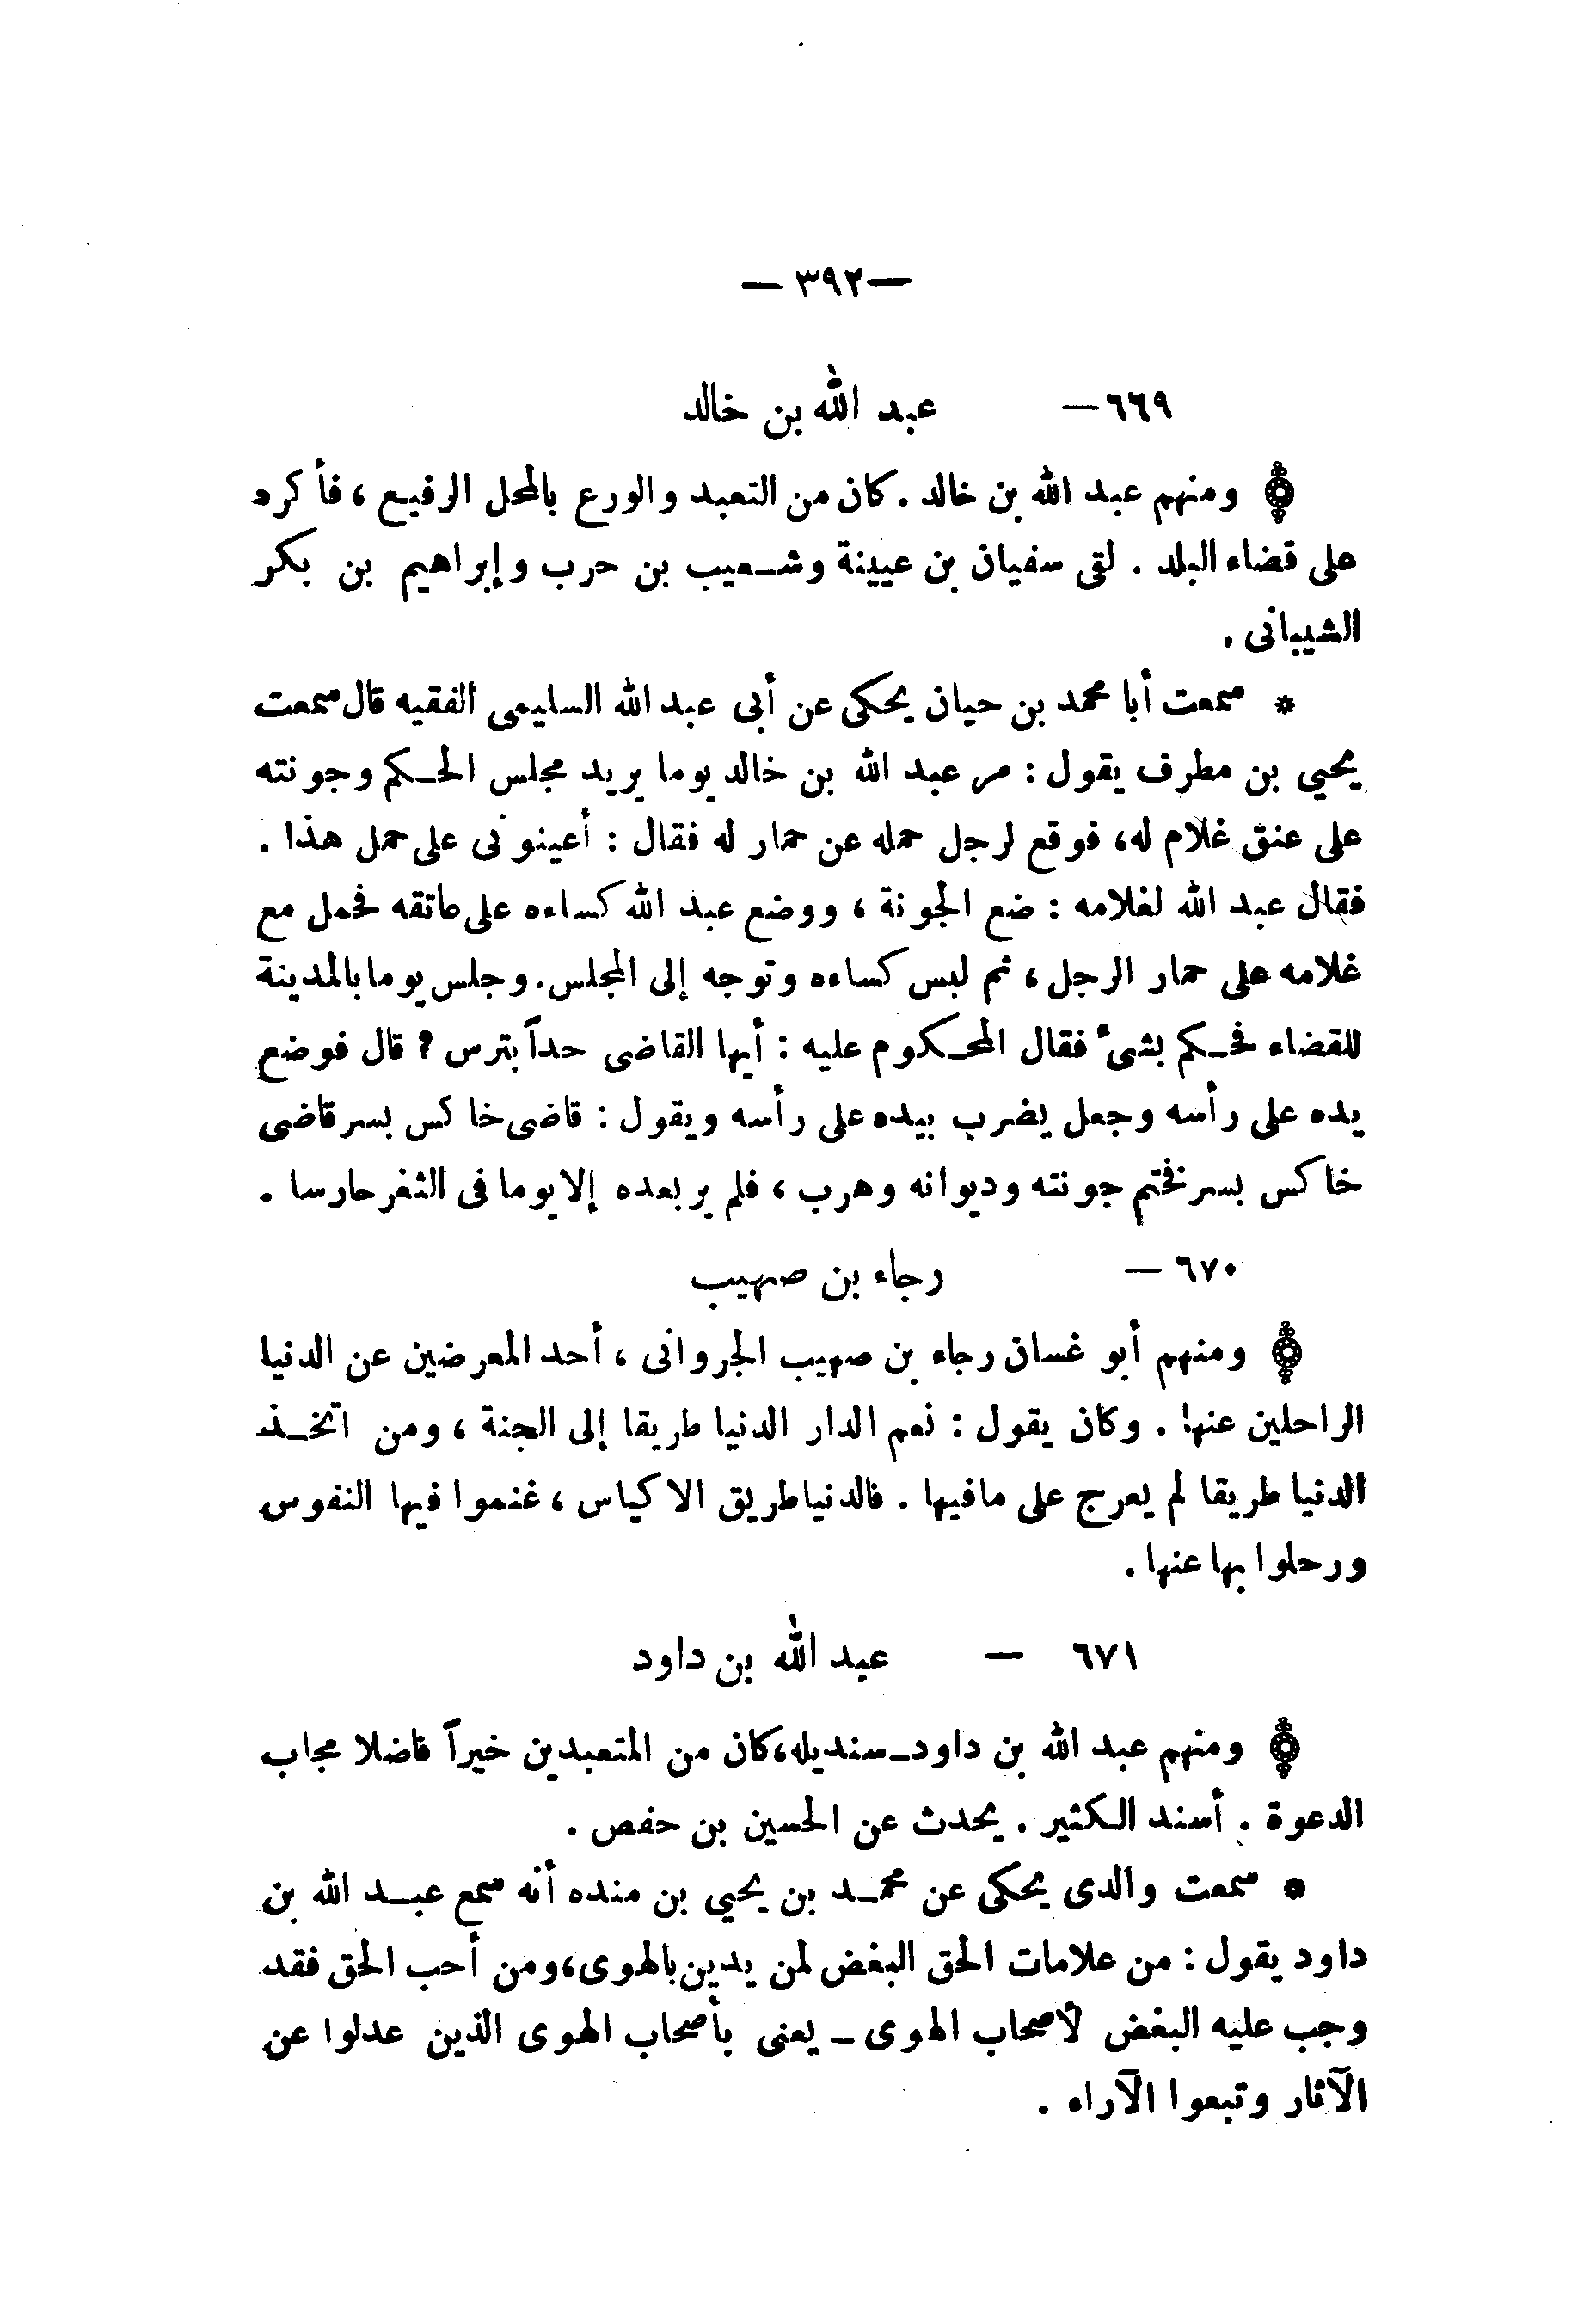 — ٣٩٢ —
٦٦٩ — عبد الله بن خالد
۞ ومنهم عبد الله بن خالد . كان من التعبد والورع بالمحل الرفيع ، فأكره
على قضاء البلد . لقى سفيان بن عيينة وشعيب بن حرب وإبراهيم بن بكر
الشيبانى .
* سمعت أبا محمد بن حيان يحكى عن أبى عبد الله السليمى الفقيه قال سمعت
يحيى بن مطرف يقول : مر عبد الله بن خالد يوما يريد مجلس الحكم وجونته
على عنق غلام له، فوقع لرجل حمله عن حمار له فقال : أعينونى على حمل هذا .
فقال عبد الله لغلامه : ضع الجونة ، ووضع عبد الله كساءه على عاتقه فحمل مع
غلامه على حمار الرجل ، ثم لبس كساءه وتوجه إلى المجلس . وجلس يوما بالمدينة
للقضاء فحكم بشىء فقال المحكوم عليه : أيها القاضى حداً بترس ? قال فوضع
يده على رأسه وجعل يضرب بيده على رأسه ويقول : قاضى خاكس بسر قاضى
خاكس بسر فختم جونته وديوانه وهرب ، فلم ير بعده إلا يوما فى الثغر حارسا .
٦٧٠ — رجاء بن صهيب
۞ ومنهم أبو غسان رجاء بن صهيب الجروانى ، أحد المعرضين عن الدنيا
الراحلين عنها . وكان يقول : نعم الدار الدنيا طريقا إلى الجنة ، ومن اتخذ
الدنيا طريقا لم يعرج على مافيها . فالدنيا طريق الاكياس ، غنموا فيها النفوس
ورحلوا بها عنها .
٦٧١ — عبد الله بن داود
۞ ومنهم عبد الله بن داود ـ سنديله، كان من المتعبدين خيراً فاضلا مجاب
الدعوة . أسند الكثير . يحدث عن الحسين بن حفص .
* سمعت والدى يحكى عن محمد بن يحيى بن منده أنه سمع عبد الله بن
داود يقول : من علامات الحق البغض لمن يدين بالهوى، ومن أحب الحق فقد
وجب عليه البغض لأصحاب الهوى ـ يعنى بأصحاب الهوى الذين عدلوا عن
الآثار وتبعوا الآراء .